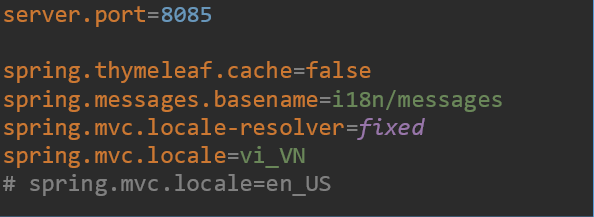 server.port=8085
spring.thymeleaf.cache=false
spring.messages.basename=i18n/messages
spring.mvc.locale-resolver=fixed
spring.mvc.locale=vi_VN
# spring.mvc.locale=en_US